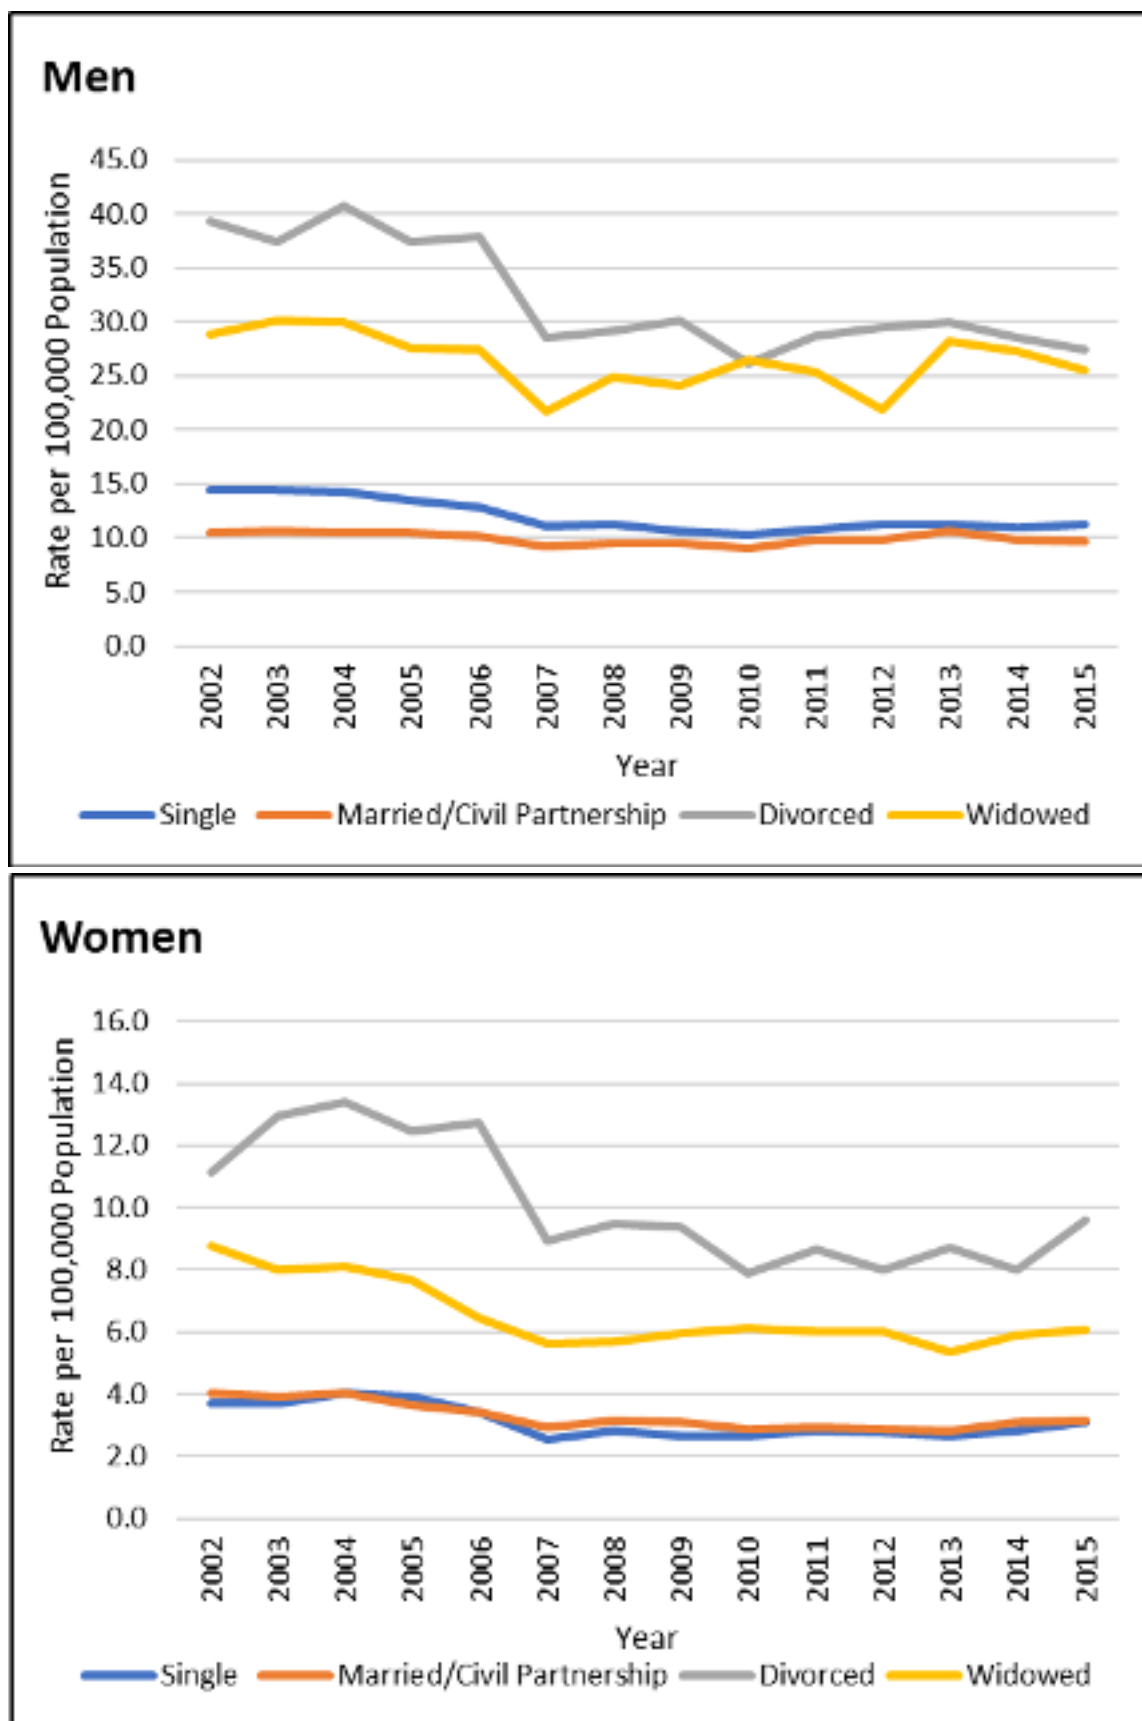 Men
Rate per 100,000 Population
45.0
40.0
35.0
30.0
25.0
20.0
15.0
10.0
5.0
0.0
2002 2003 2004 2005 2006 2007 2008 2009 2010 2011 2012 2013 2014 2015
Year
Single Married/Civil Partnership Divorced Widowed
Women
Rate per 100,000 Population
16.0
14.0
12.0
10.0
8.0
6.0
4.0
2.0
0.0
2002 2003 2004 2005 2006 2007 2008 2009 2010 2011 2012 2013 2014 2015
Year
Single Married/Civil Partnership Divorced Widowed